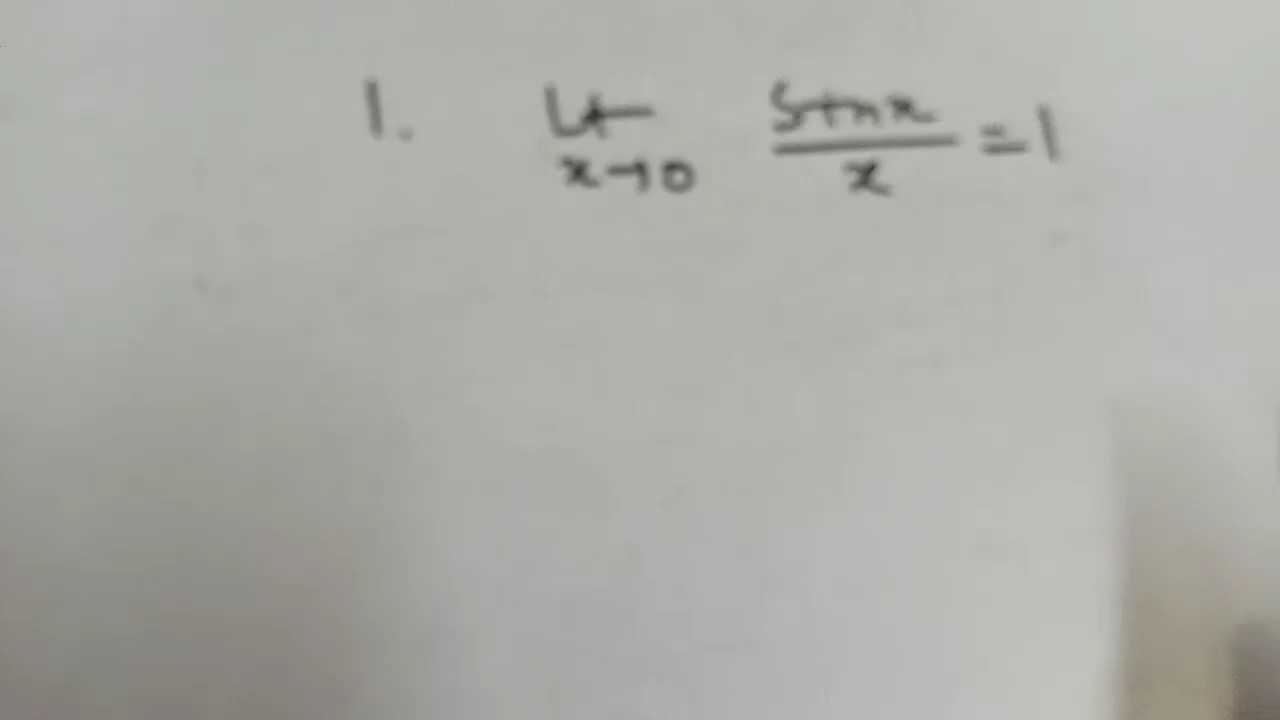 1. Lt x→0 sinx/x = 1